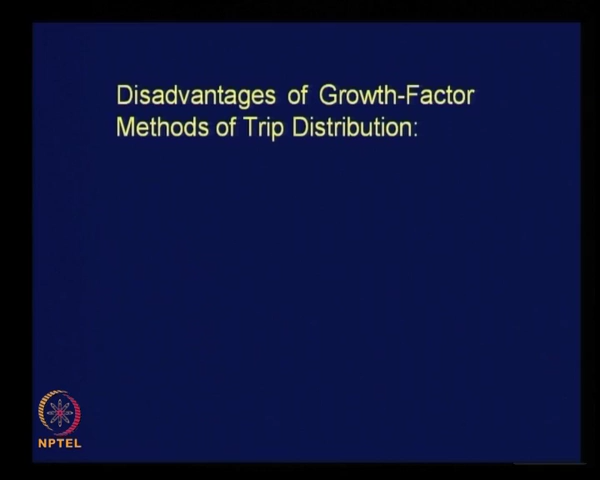 Disadvantages of Growth-Factor
Methods of Trip Distribution:
NPTEL